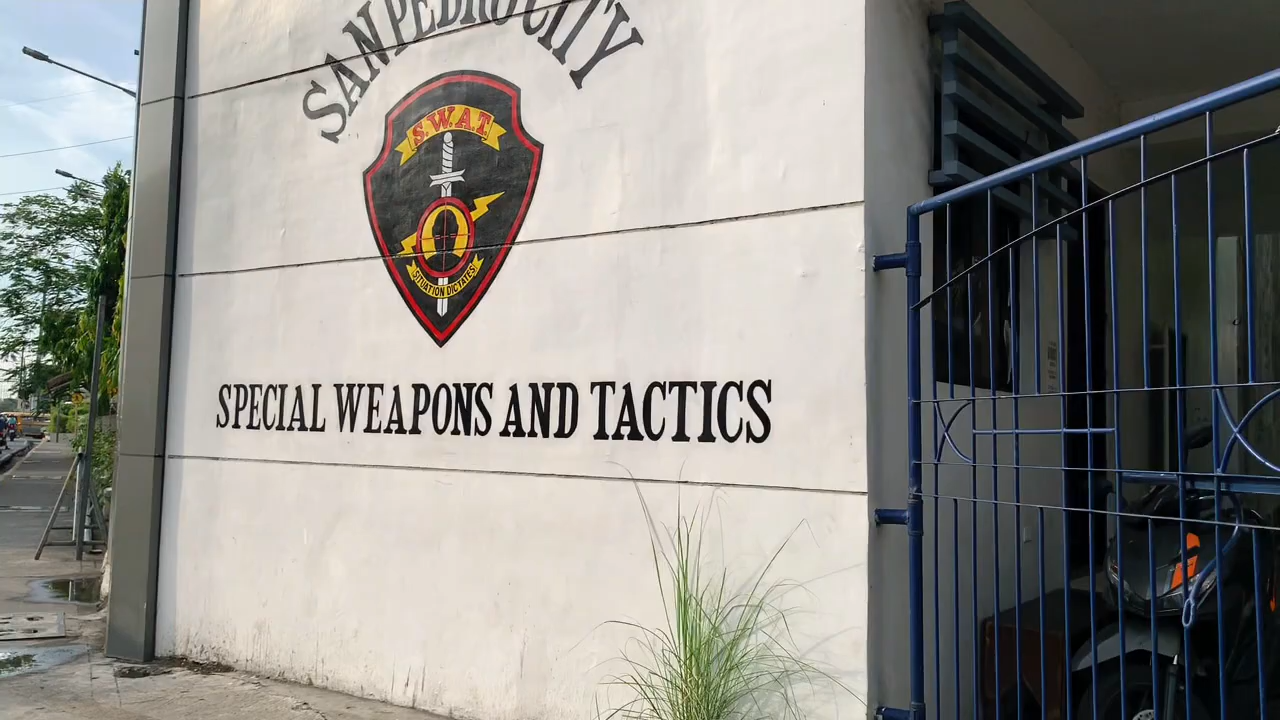 SAN PEDRO CITY
S.W.A.T.
SITUATION DICTATES
SPECIAL WEAPONS AND TACTICS